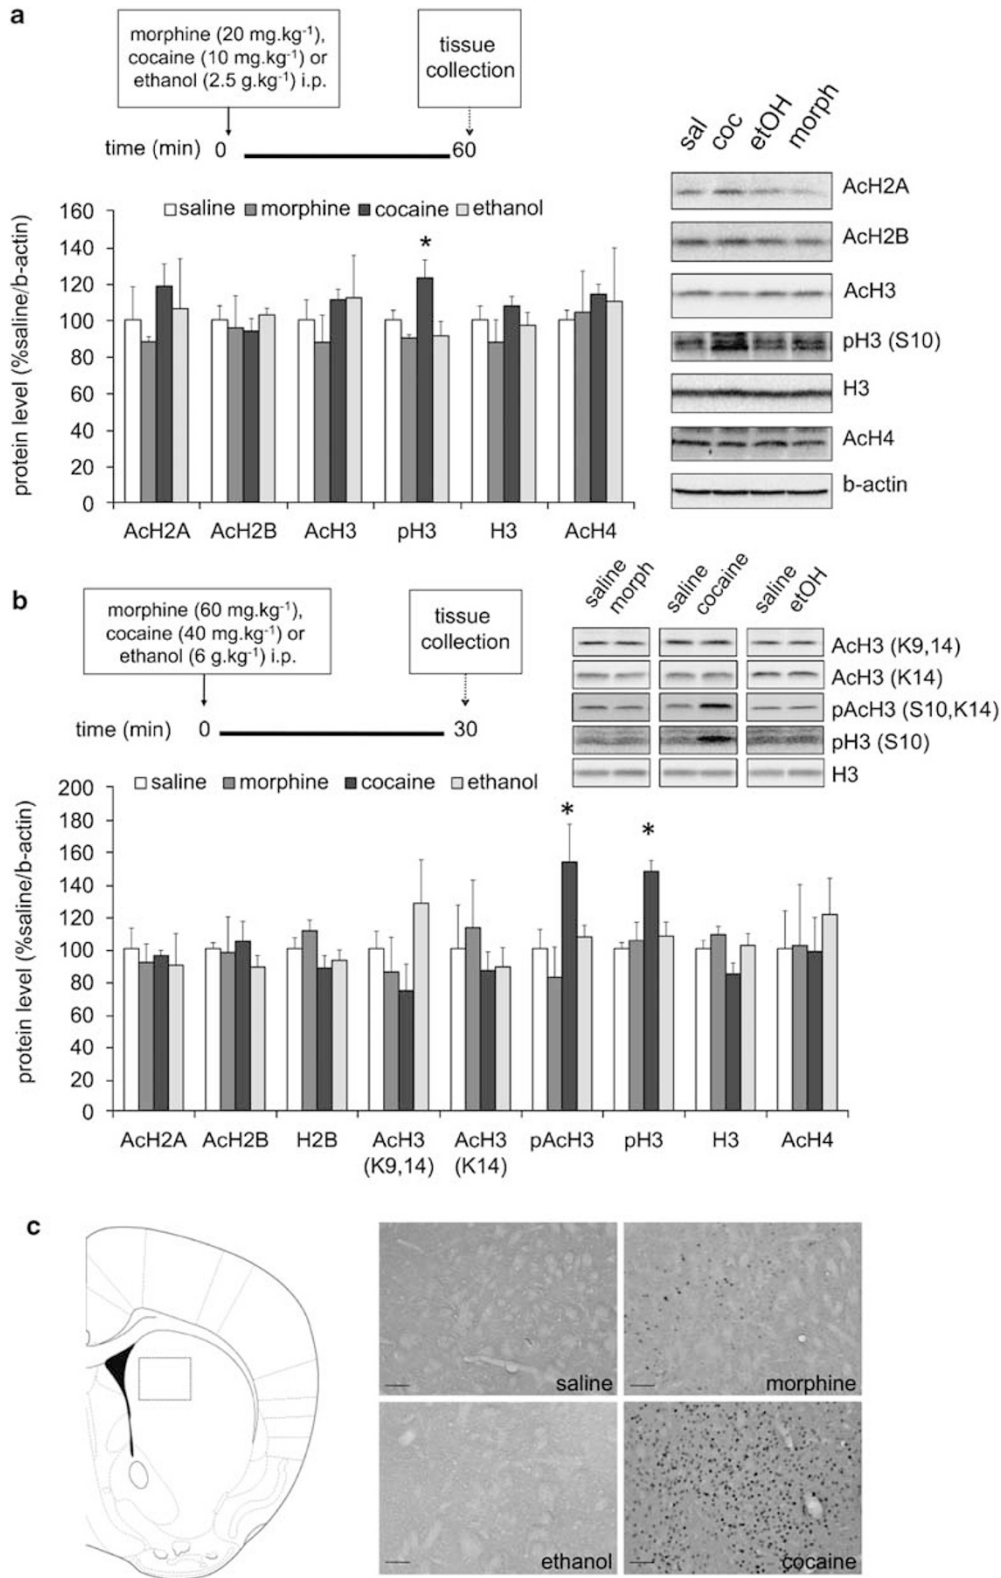 a
morphine (20 mg.kg-1),
cocaine (10 mg.kg-1) or
ethanol (2.5 g.kg-1) i.p.
tissue
collection
time (min) 0 60
sal coc etOH morph
AcH2A
AcH2B
AcH3
pH3 (S10)
H3
AcH4
b-actin
protein level (%saline/b-actin)
saline morphine cocaine ethanol
160
140
120
100
80
60
40
20
0
*
AcH2A AcH2B AcH3 pH3 H3 AcH4
b
morphine (60 mg.kg-1),
cocaine (40 mg.kg-1) or
ethanol (6 g.kg-1) i.p.
tissue
collection
time (min) 0 30
saline morph saline cocaine saline etOH
AcH3 (K9,14)
AcH3 (K14)
pAcH3 (S10,K14)
pH3 (S10)
H3
protein level (%saline/b-actin)
saline morphine cocaine ethanol
200
180
160
140
120
100
80
60
40
20
0
* *
AcH2A AcH2B H2B AcH3 AcH3 pAcH3 pH3 H3 AcH4
(K9,14) (K14)
c
saline morphine
ethanol cocaine